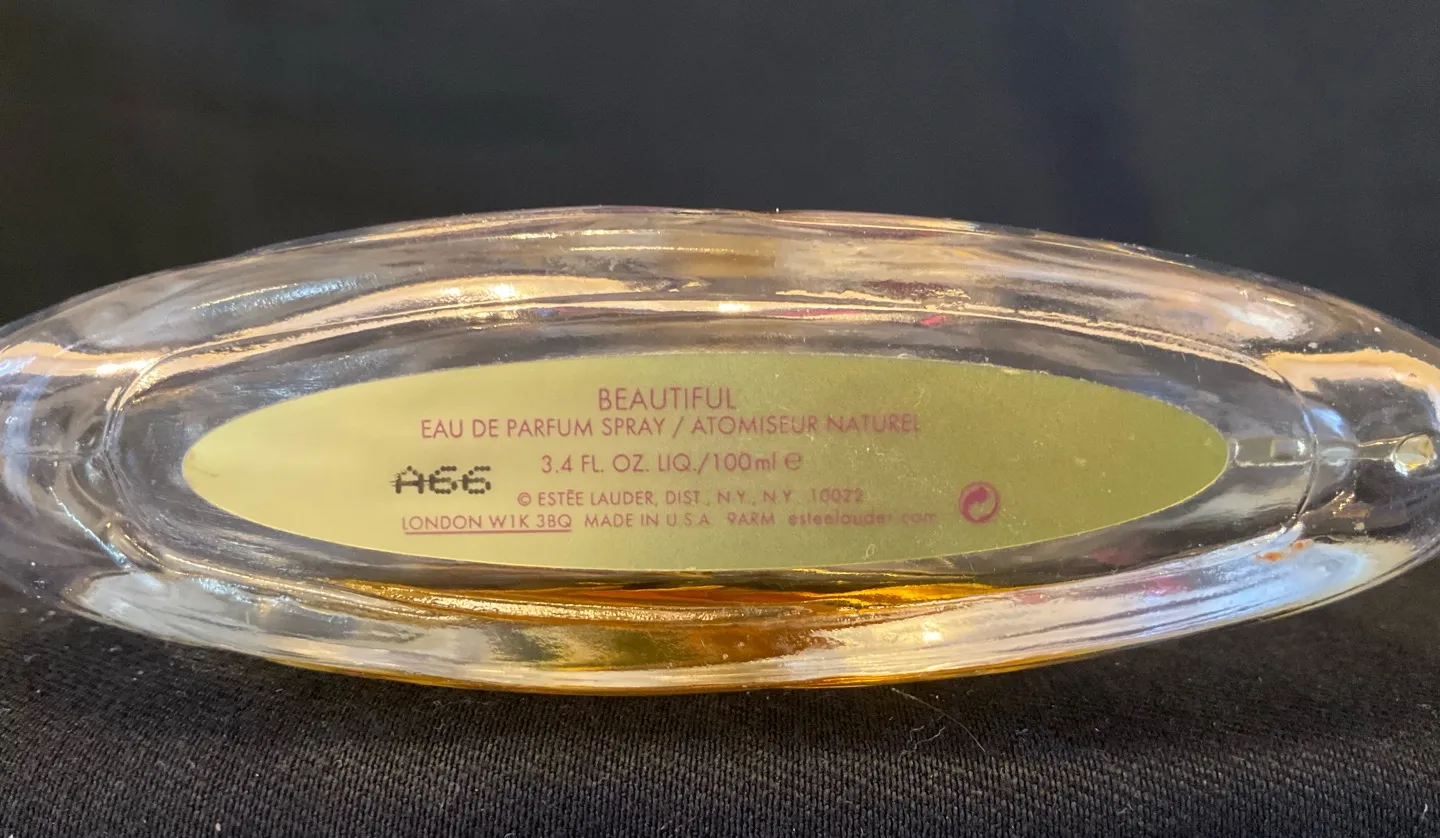 BEAUTIFUL
EAU DE PARFUM SPRAY / ATOMISEUR NATUREL
3.4 FL. OZ. LIQ./100ml ℮
A66
© ESTĒE LAUDER, DIST., N.Y., N.Y. 10022
LONDON W1K 3BQ MADE IN U.S.A. 9ARM esteelauder.com